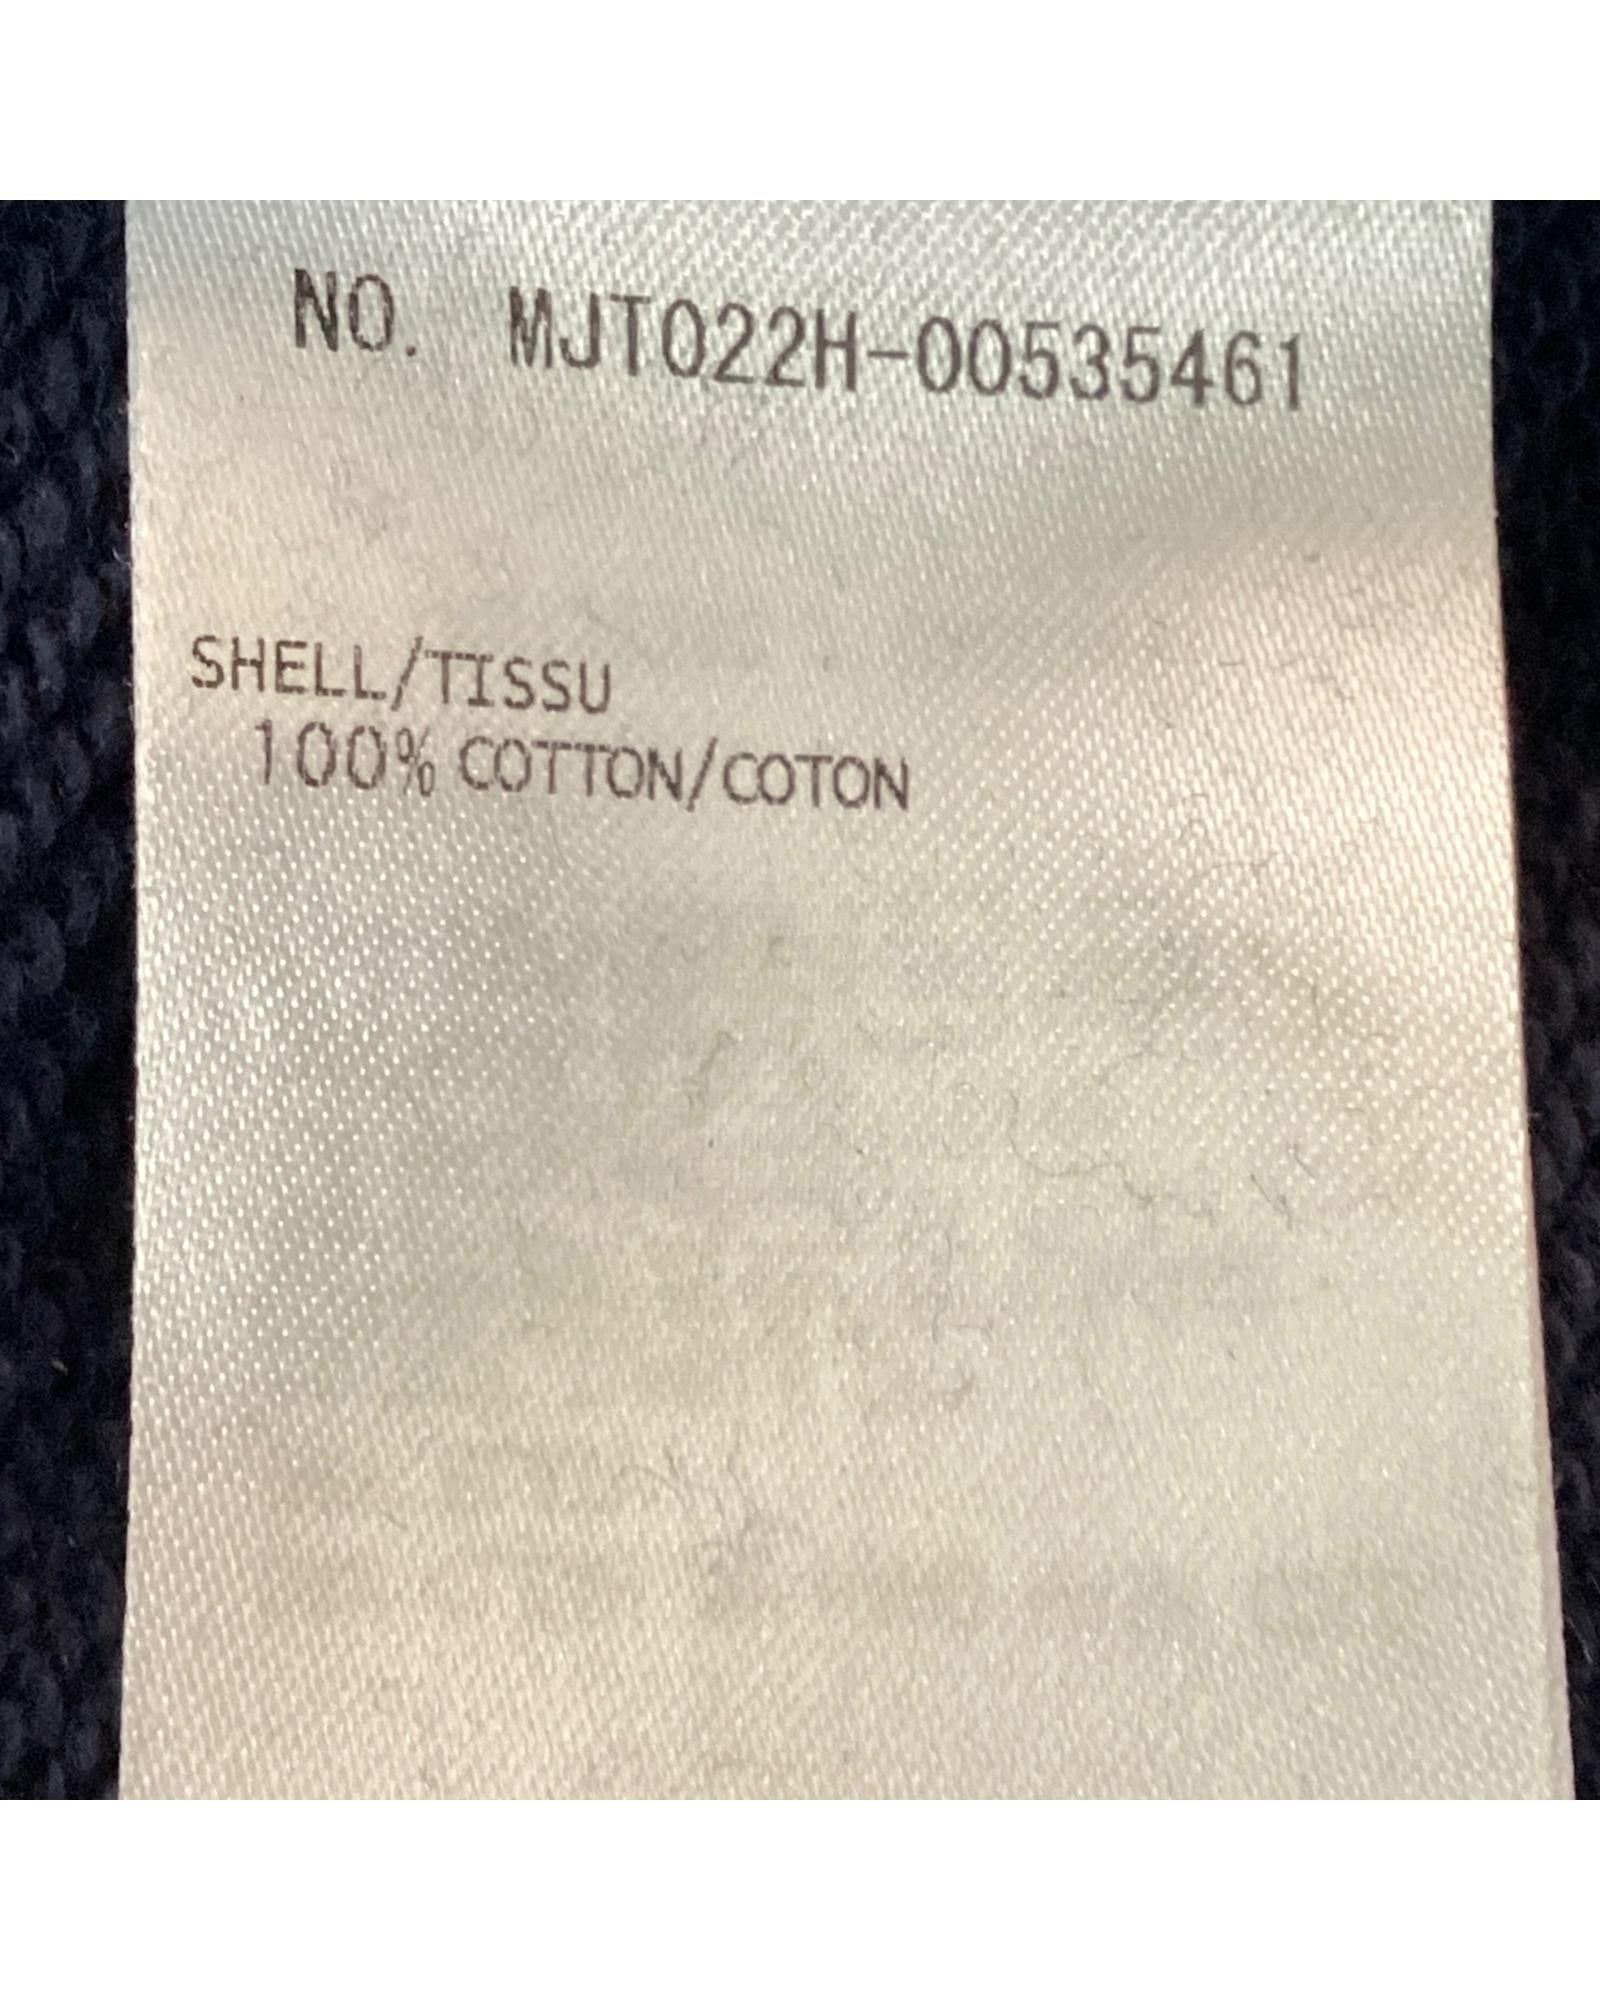 NO. MJT022H-00535461
SHELL/TISSU
100% COTTON/COTON